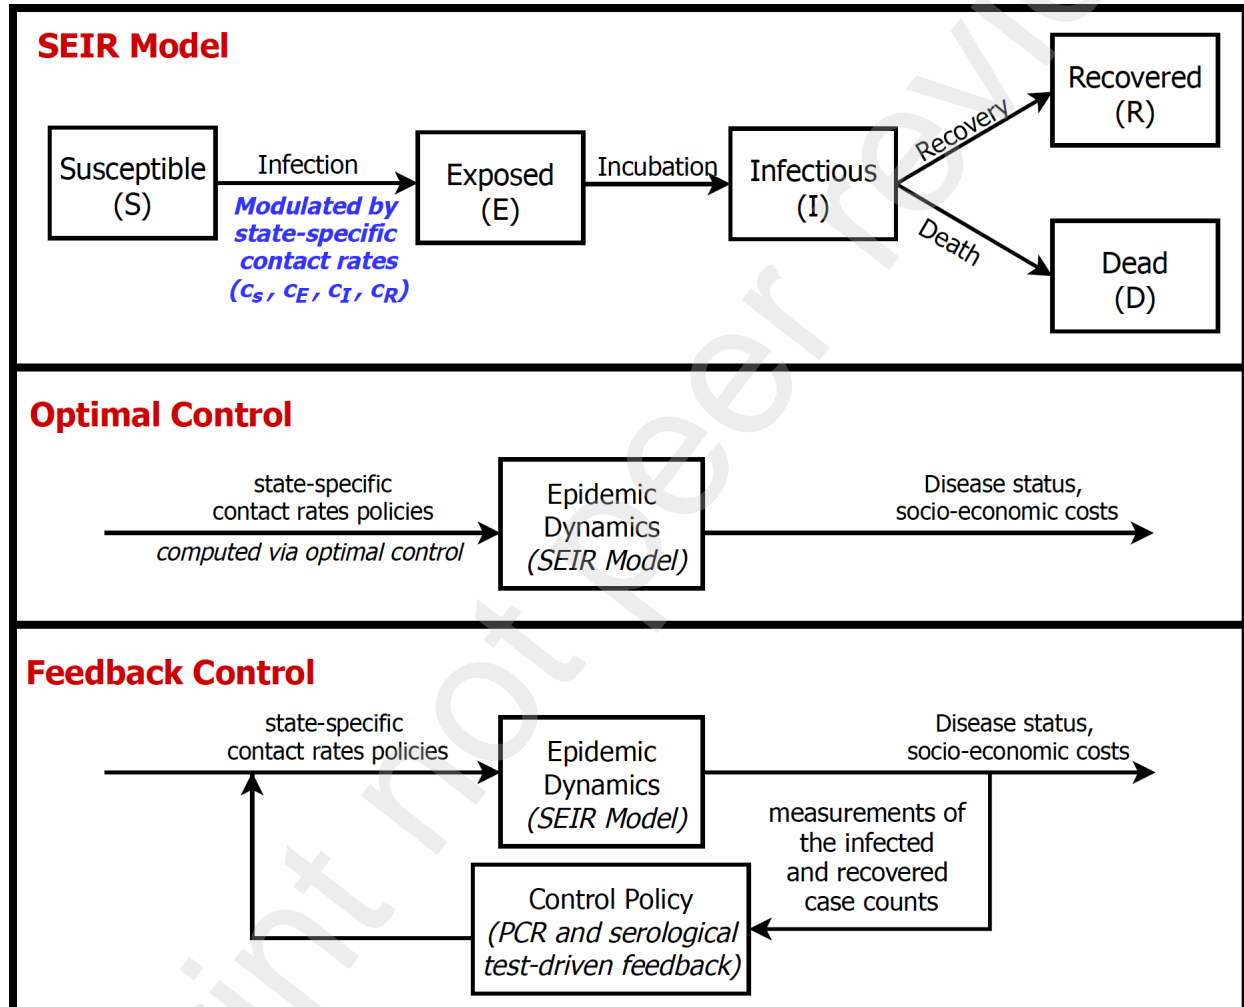 SEIR Model
Susceptible
(S)
Infection
Modulated by
state-specific
contact rates
(cs , cE , cI , cR)
Exposed
(E)
Incubation
Infectious
(I)
Recovery
Death
Recovered
(R)
Dead
(D)
Optimal Control
state-specific
contact rates policies
computed via optimal control
Epidemic
Dynamics
(SEIR Model)
Disease status,
socio-economic costs
Feedback Control
state-specific
contact rates policies
Epidemic
Dynamics
(SEIR Model)
Disease status,
socio-economic costs
measurements of
the infected
and recovered
case counts
Control Policy
(PCR and serological
test-driven feedback)
not peer